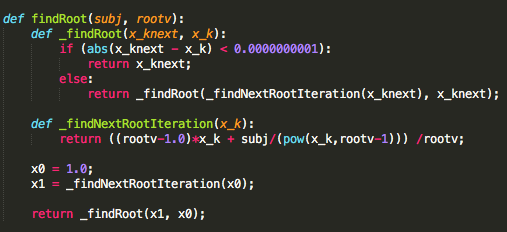 def findRoot(subj, rootv):
    def _findRoot(x_knext, x_k):
        if (abs(x_knext - x_k) < 0.0000000001):
            return x_knext;
        else:
            return _findRoot(_findNextRootIteration(x_knext), x_knext);
    def _findNextRootIteration(x_k):
        return ((rootv-1.0)*x_k + subj/(pow(x_k,rootv-1))) /rootv;
    x0 = 1.0;
    x1 = _findNextRootIteration(x0);
    return _findRoot(x1, x0);